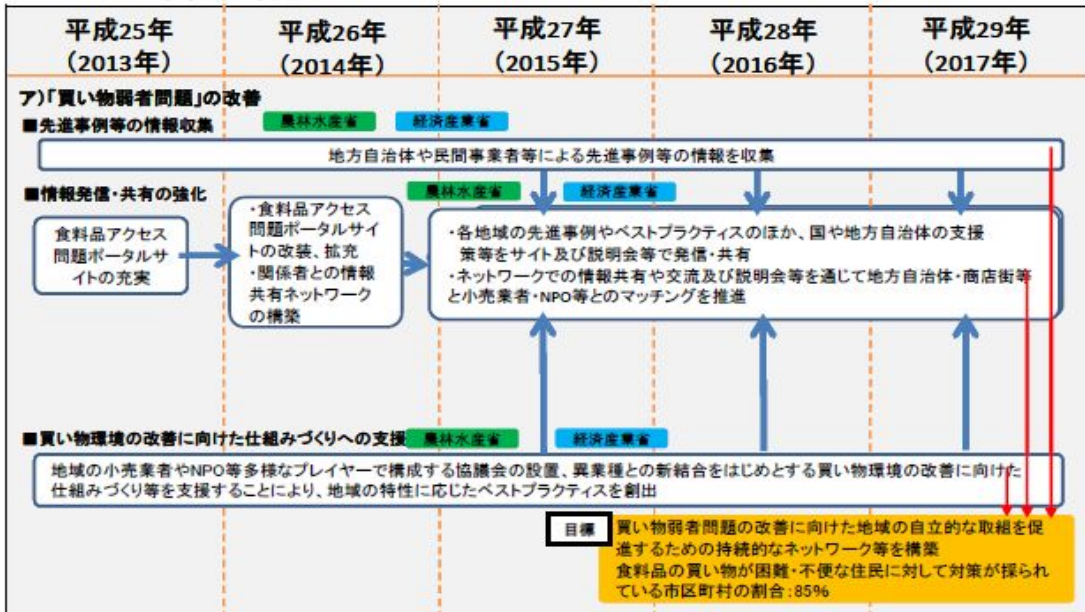 平成25年
(2013年)
平成26年
(2014年)
平成27年
(2015年)
平成28年
(2016年)
平成29年
(2017年)
ア)「買い物弱者問題」の改善
■先進事例等の情報収集
農林水産省
経済産業省
地方自治体や民間事業者等による先進事例等の情報を収集
■情報発信・共有の強化
農林水産省
経済産業省
食料品アクセス
問題ポータルサ
イトの充実
・食料品アクセス
問題ポータルサイ
トの改装、拡充
・関係者との情報
共有ネットワーク
の構築
・各地域の先進事例やベストプラクティスのほか、国や地方自治体の支援
策等をサイト及び説明会等で発信・共有
・ネットワークでの情報共有や交流及び説明会等を通じて地方自治体・商店街等
と小売業者・NPO等とのマッチングを推進
■買い物環境の改善に向けた仕組みづくりへの支援
農林水産省
経済産業省
地域の小売業者やNPO等多様なプレイヤーで構成する協議会の設置、異業種との新結合をはじめとする買い物環境の改善に向けた
仕組みづくり等を支援することにより、地域の特性に応じたベストプラクティスを創出
目標
買い物弱者問題の改善に向けた地域の自立的な取組を促
進するための持続的なネットワーク等を構築
食料品の買い物が困難・不便な住民に対して対策が採られ
ている市区町村の割合:85%